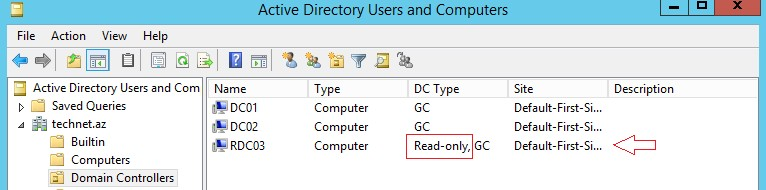 Active Directory Users and Computers
File Action View Help
Active Directory Users and Com
Saved Queries
technet.az
Builtin
Computers
Domain Controllers
Name Type DC Type Site Description
DC01 Computer GC Default-First-Si...
DC02 Computer GC Default-First-Si...
RDC03 Computer Read-only, GC Default-First-Si...